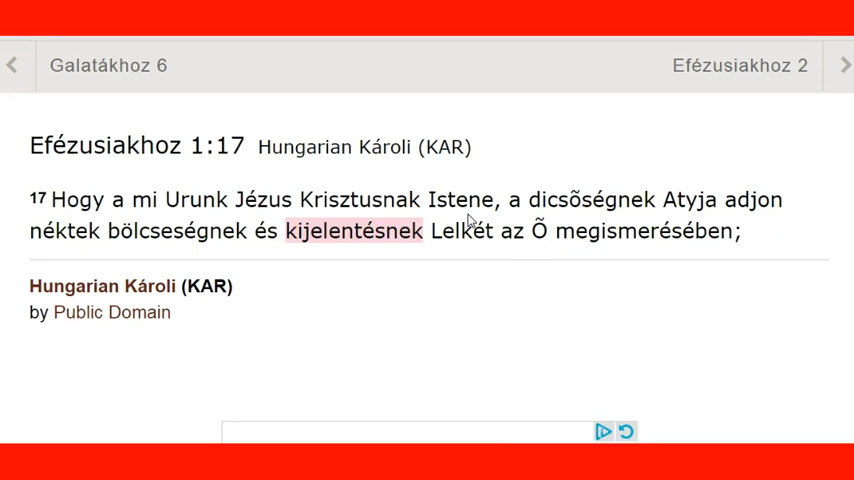 Galatákhoz 6 Efézusiakhoz 2
Efézusiakhoz 1:17 Hungarian Károli (KAR)
17 Hogy a mi Urunk Jézus Krisztusnak Istene, a dicsõségnek Atyja adjon
néktek bölcseségnek és kijelentésnek Lelkét az Õ megismerésében;
Hungarian Károli (KAR)
by Public Domain